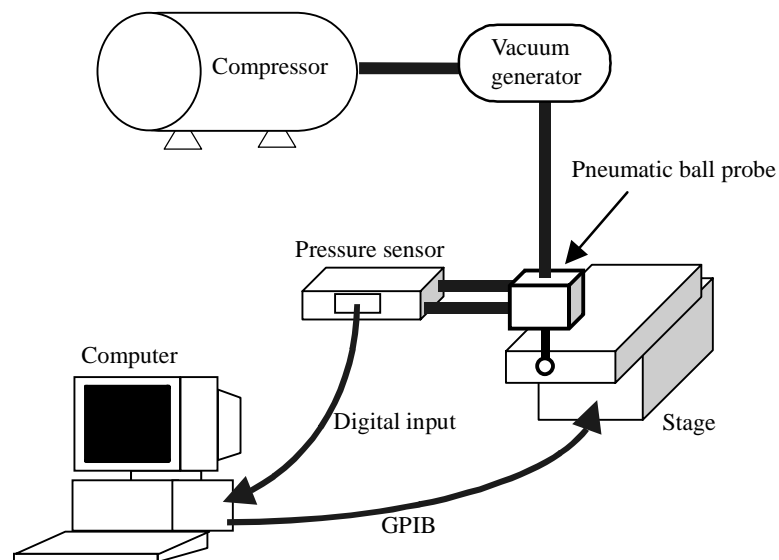 Compressor
Vacuum
generator
Pneumatic ball probe
Pressure sensor
Computer
Digital input
Stage
GPIB